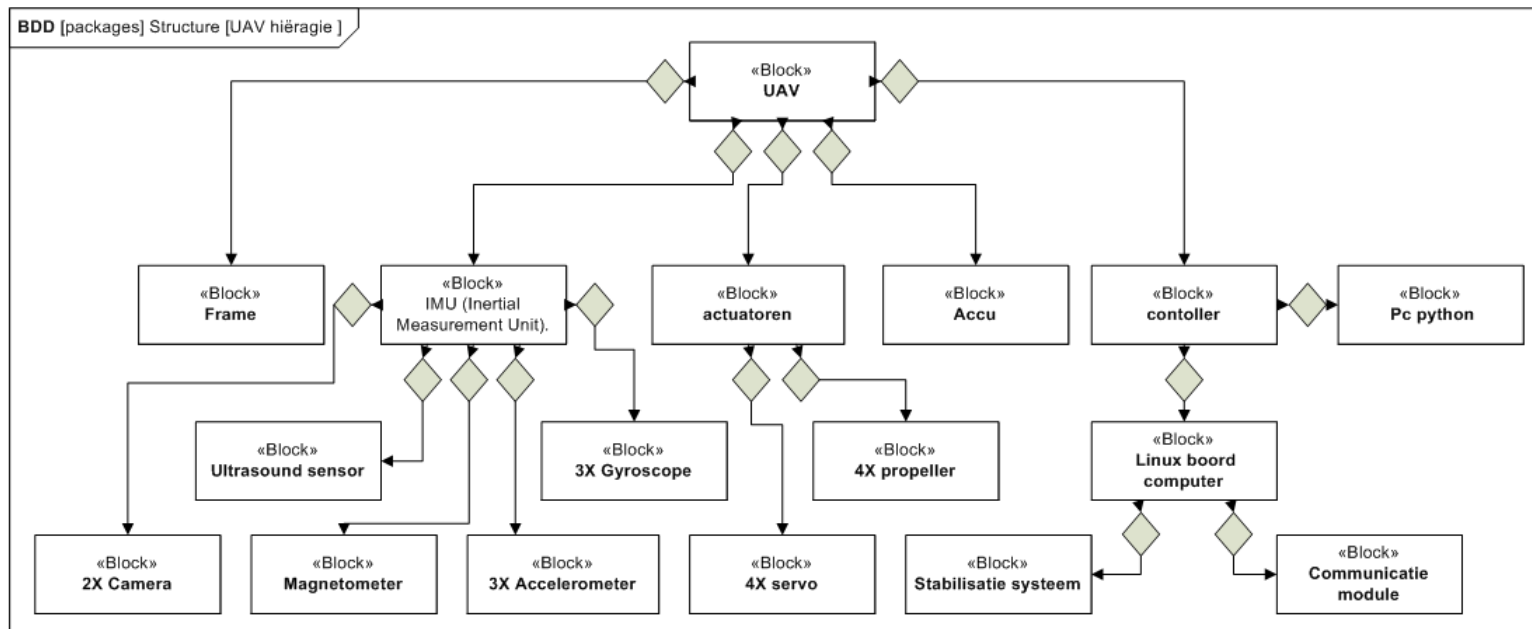 BDD [packages] Structure [UAV hiëragie ]
«Block»
UAV
«Block»
Frame
«Block»
IMU (Inertial
Measurement Unit).
«Block»
actuatoren
«Block»
Accu
«Block»
contoller
«Block»
Pc python
«Block»
Ultrasound sensor
«Block»
3X Gyroscope
«Block»
4X propeller
«Block»
Linux boord
computer
«Block»
2X Camera
«Block»
Magnetometer
«Block»
3X Accelerometer
«Block»
4X servo
«Block»
Stabilisatie systeem
«Block»
Communicatie
module